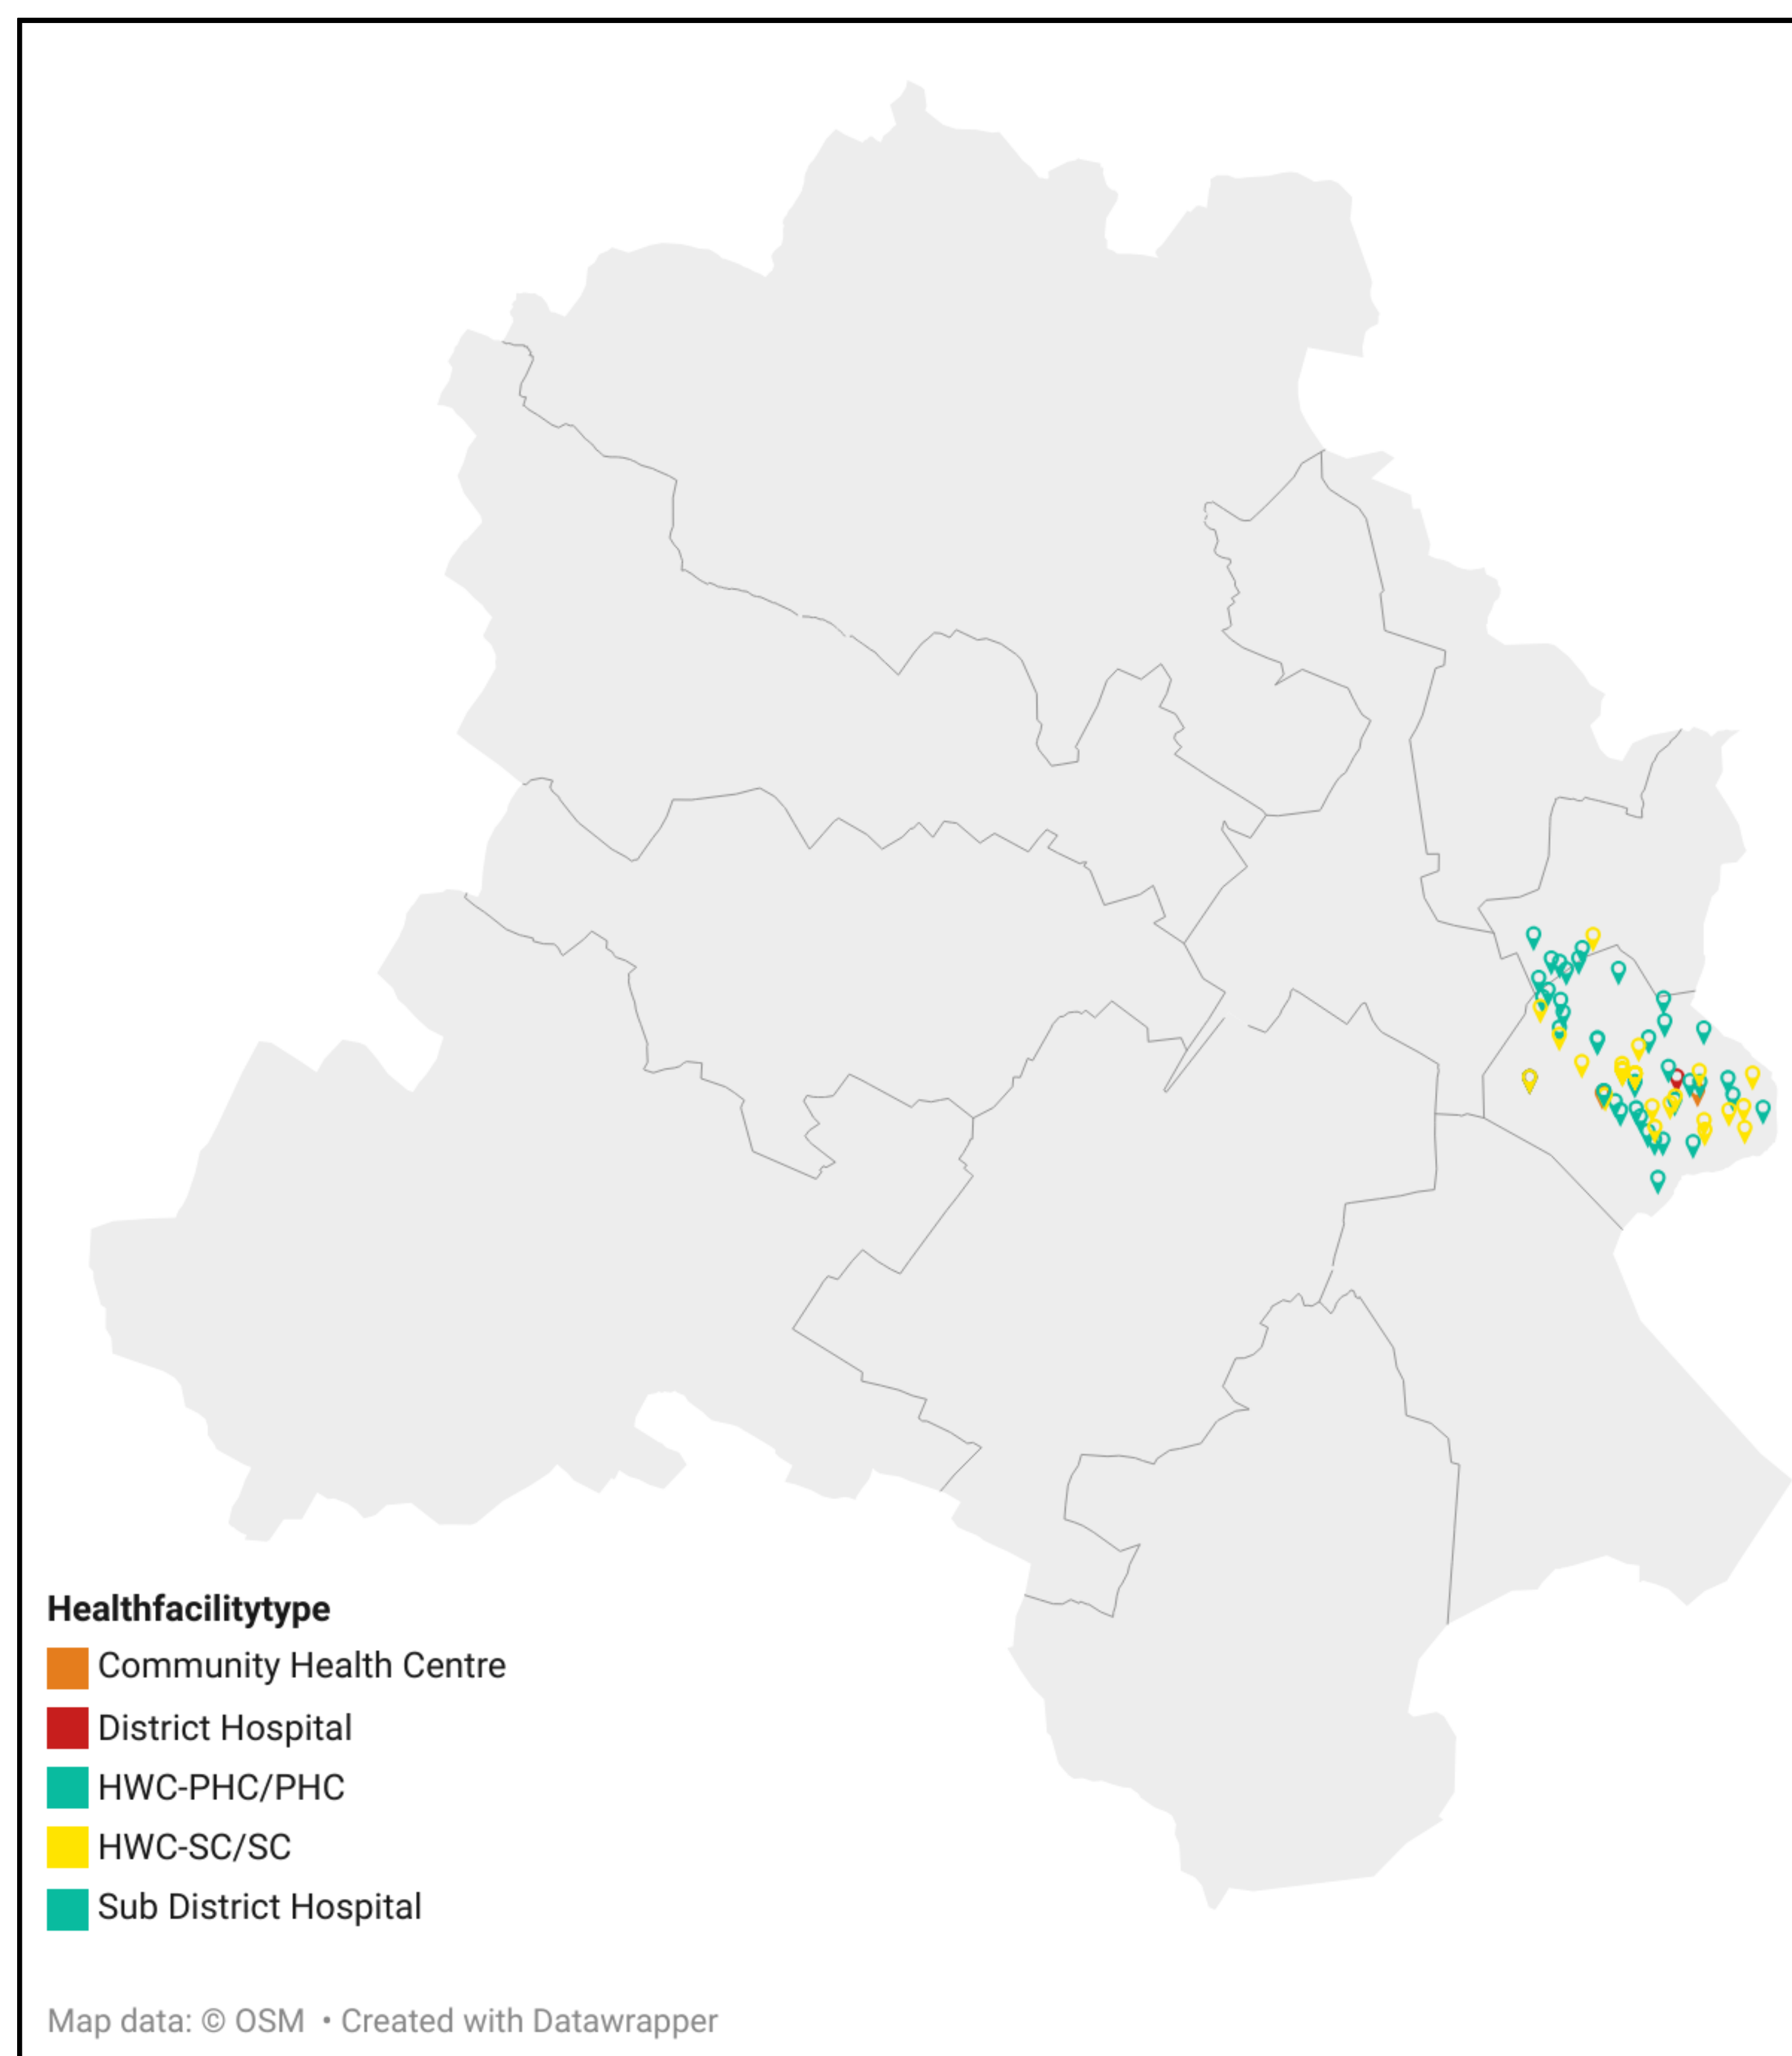 Healthfacilitytype
Community Health Centre
District Hospital
HWC-PHC/PHC
HWC-SC/SC
Sub District Hospital
Map data: © OSM • Created with Datawrapper